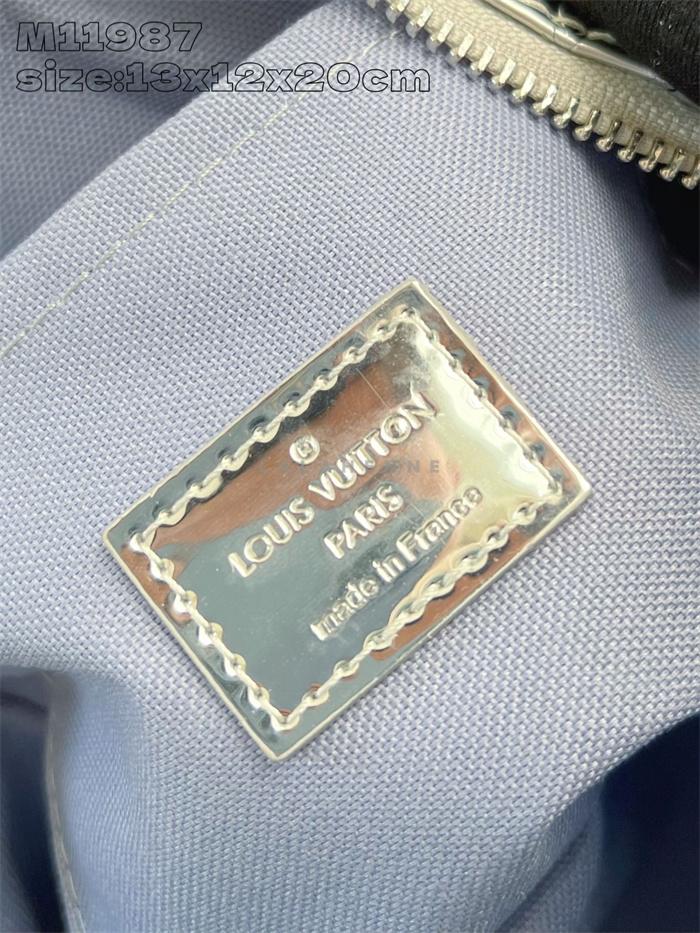 M11987
size:13x12x20cm
®
LOUIS VUITTON
PARIS
made in France